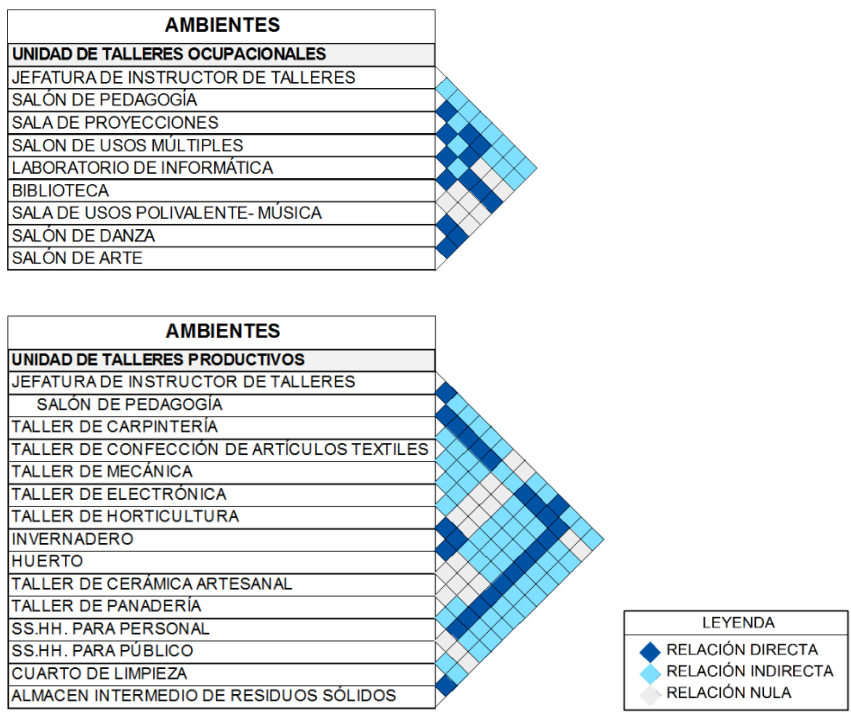 AMBIENTES
UNIDAD DE TALLERES OCUPACIONALES
JEFATURA DE INSTRUCTOR DE TALLERES
SALÓN DE PEDAGOGÍA
SALA DE PROYECCIONES
SALON DE USOS MÚLTIPLES
LABORATORIO DE INFORMÁTICA
BIBLIOTECA
SALA DE USOS POLIVALENTE- MÚSICA
SALÓN DE DANZA
SALÓN DE ARTE
AMBIENTES
UNIDAD DE TALLERES PRODUCTIVOS
JEFATURA DE INSTRUCTOR DE TALLERES
SALÓN DE PEDAGOGÍA
TALLER DE CARPINTERÍA
TALLER DE CONFECCIÓN DE ARTÍCULOS TEXTILES
TALLER DE MECÁNICA
TALLER DE ELECTRÓNICA
TALLER DE HORTICULTURA
INVERNADERO
HUERTO
TALLER DE CERÁMICA ARTESANAL
TALLER DE PANADERÍA
SS.HH. PARA PERSONAL
SS.HH. PARA PÚBLICO
CUARTO DE LIMPIEZA
ALMACEN INTERMEDIO DE RESIDUOS SÓLIDOS
LEYENDA
RELACIÓN DIRECTA
RELACIÓN INDIRECTA
RELACIÓN NULA